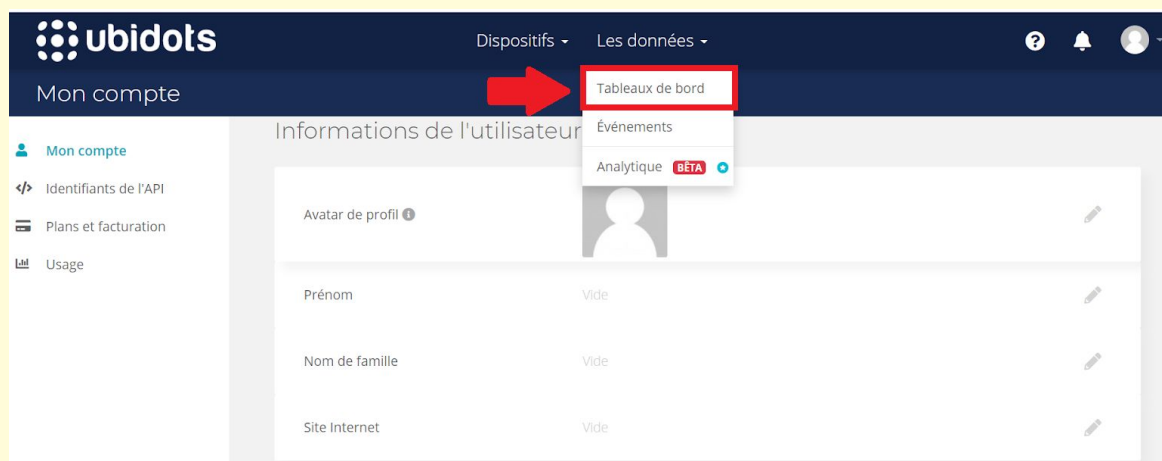 ubidots
Dispositifs Les données
Mon compte
Tableaux de bord
Événements
Analytique BÊTA
Informations de l'utilisateur
Mon compte
Identifiants de l'API
Plans et facturation
Usage
Avatar de profil
Prénom Vide
Nom de famille Vide
Site Internet Vide